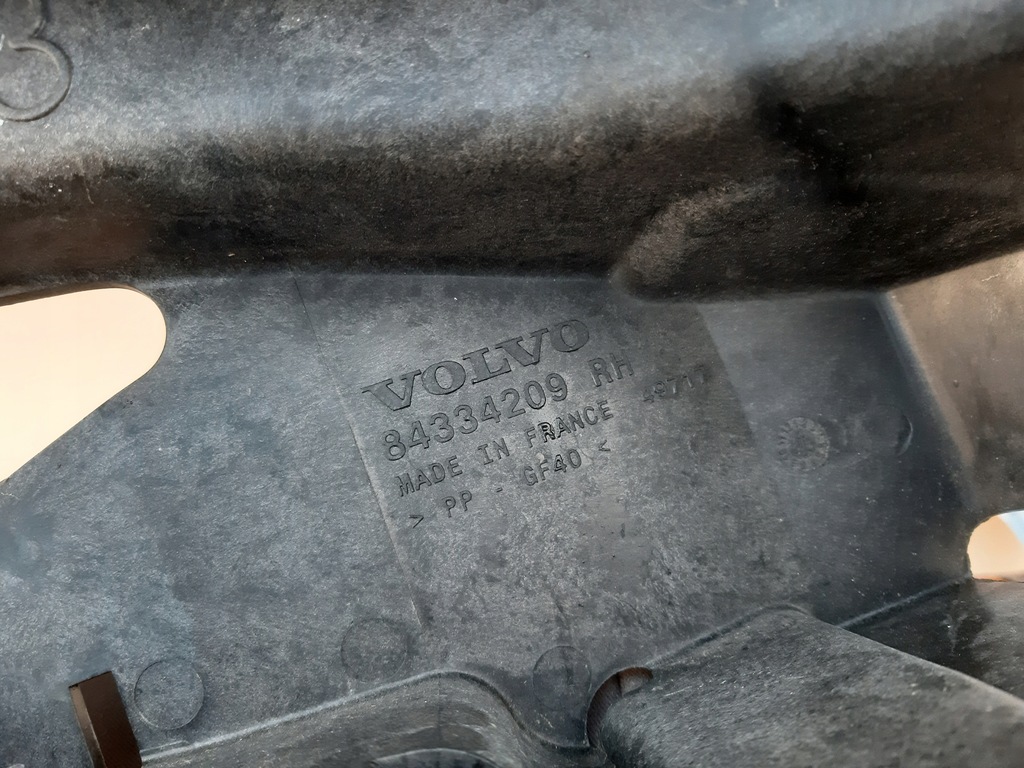 VOLVO
84334209 RH
MADE IN FRANCE
> PP - GF40 <